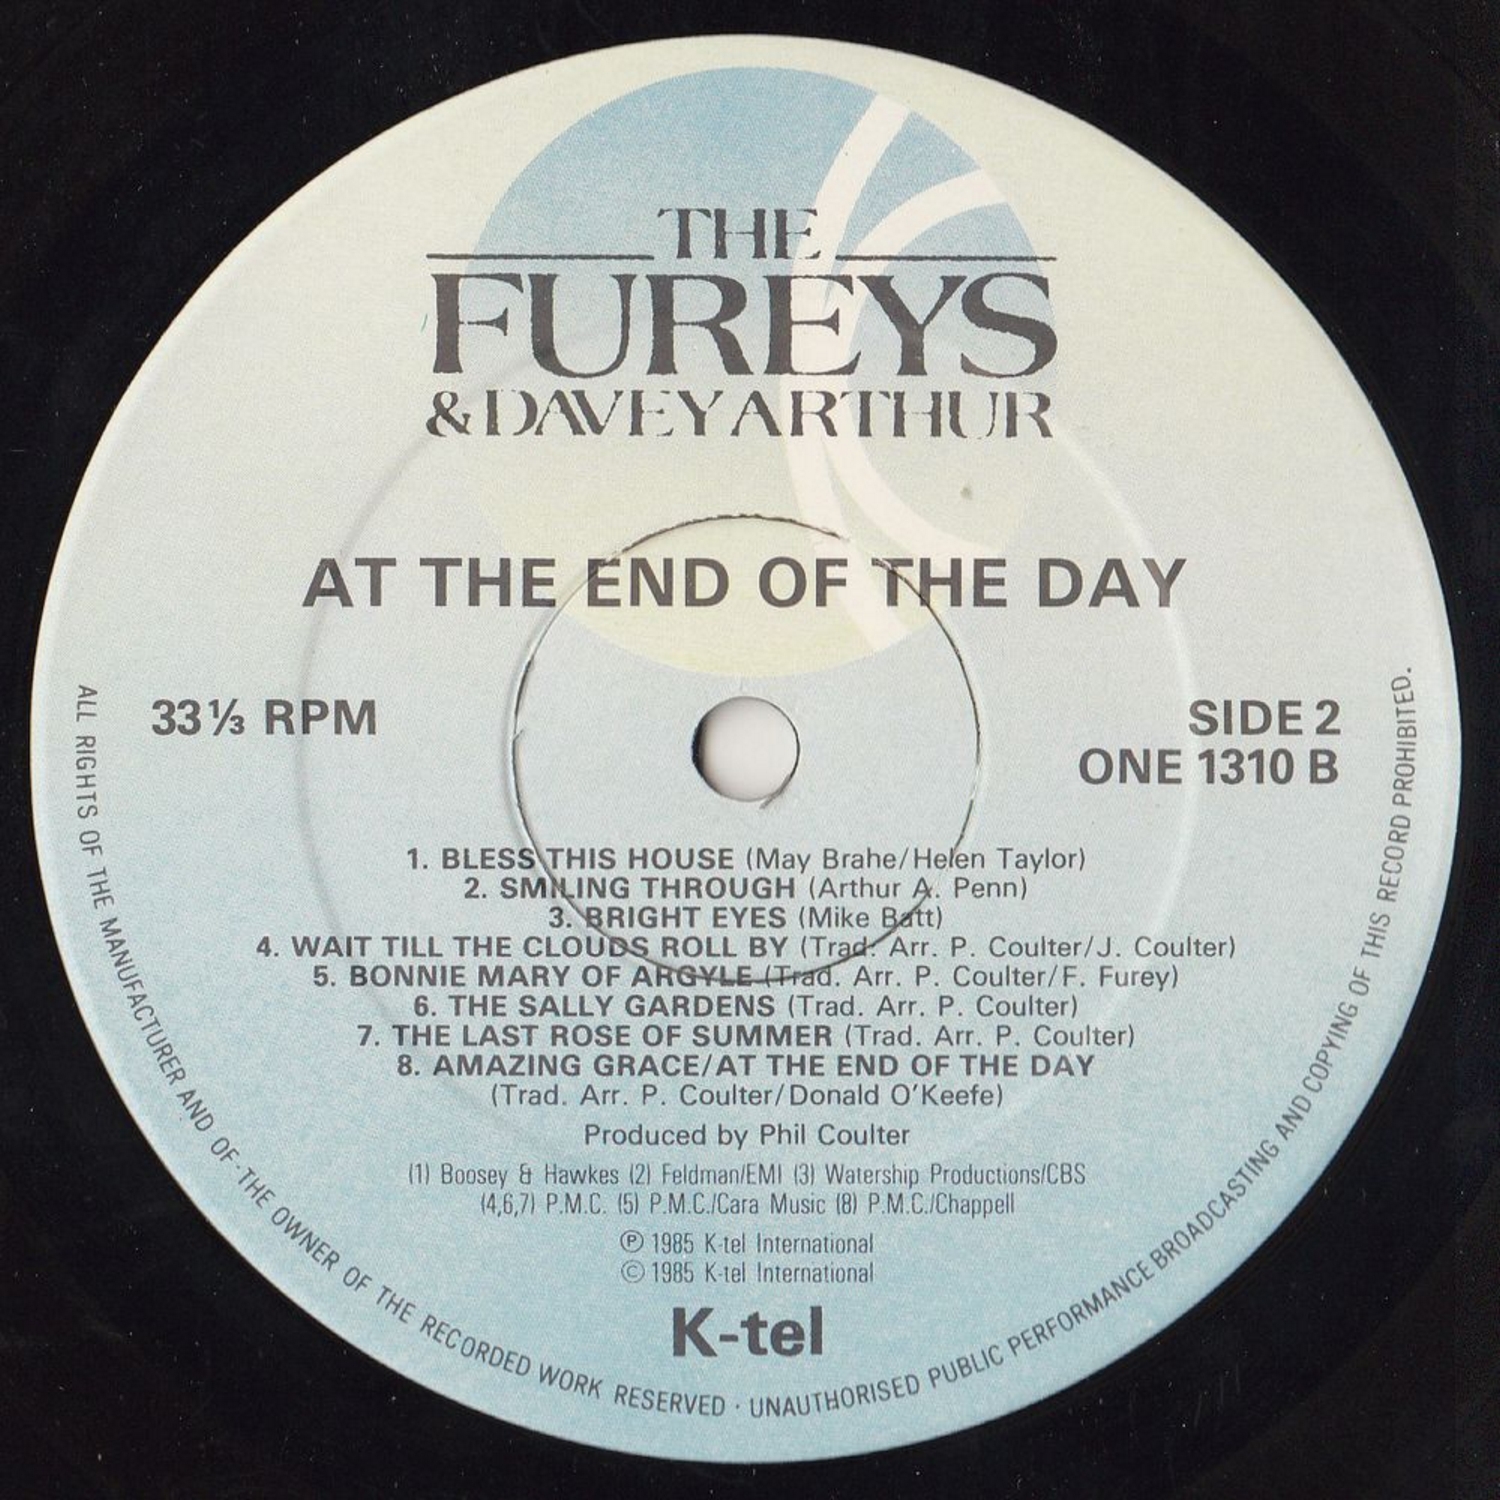 THE
FUREYS
& DAVEY ARTHUR
AT THE END OF THE DAY
33⅓ RPM
SIDE 2
ONE 1310 B
1. BLESS THIS HOUSE (May Brahe/Helen Taylor)
2. SMILING THROUGH (Arthur A. Penn)
3. BRIGHT EYES (Mike Batt)
4. WAIT TILL THE CLOUDS ROLL BY (Trad. Arr. P. Coulter/J. Coulter)
5. BONNIE MARY OF ARGYLE (Trad. Arr. P. Coulter/F. Furey)
6. THE SALLY GARDENS (Trad. Arr. P. Coulter)
7. THE LAST ROSE OF SUMMER (Trad. Arr. P. Coulter)
8. AMAZING GRACE/AT THE END OF THE DAY
(Trad. Arr. P. Coulter/Donald O'Keefe)
Produced by Phil Coulter
(1) Boosey & Hawkes (2) Feldman/EMI (3) Watership Productions/CBS
(4,6,7) P.M.C. (5) P.M.C./Cara Music (8) P.M.C./Chappell
℗ 1985 K-tel International
© 1985 K-tel International
K-tel
ALL RIGHTS OF THE MANUFACTURER AND OF THE OWNER OF THE RECORDED WORK RESERVED · UNAUTHORISED PUBLIC PERFORMANCE BROADCASTING AND COPYING OF THIS RECORD PROHIBITED.